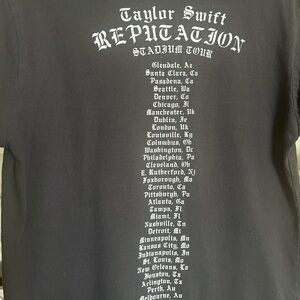 Taylor Swift
REPUTATION
STADIUM TOUR
Glendale, Az
Santa Clara, Ca
Pasadena, Ca
Seattle, Wa
Denver, Co
Chicago, Il
Manchester, Uk
Dublin, Ie
London, Uk
Louisville, Ky
Columbus, Oh
Washington, Dc
Philadelphia, Pa
Cleveland, Oh
E. Rutherford, Nj
Foxborough, Ma
Toronto, Ca
Pittsburgh, Pa
Atlanta, Ga
Tampa, Fl
Miami, Fl
Nashville, Tn
Detroit, Mi
Minneapolis, Mn
Kansas City, Mo
Indianapolis, In
St. Louis, Mo
New Orleans, La
Houston, Tx
Arlington, Tx
Perth, Au
Melbourne, Au